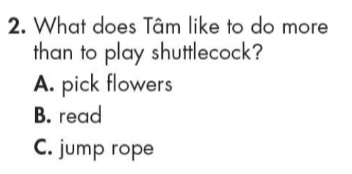 2. What does Tâm like to do more
than to play shuttlecock?
A. pick flowers
B. read
C. jump rope